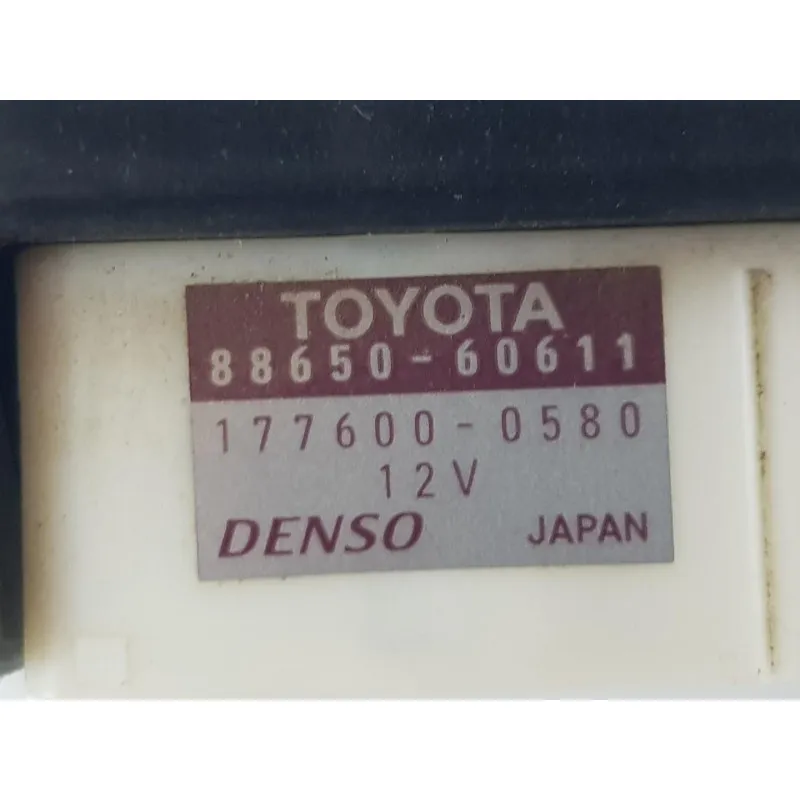 TOYOTA
88650-60611
177600-0580
12V
DENSO JAPAN